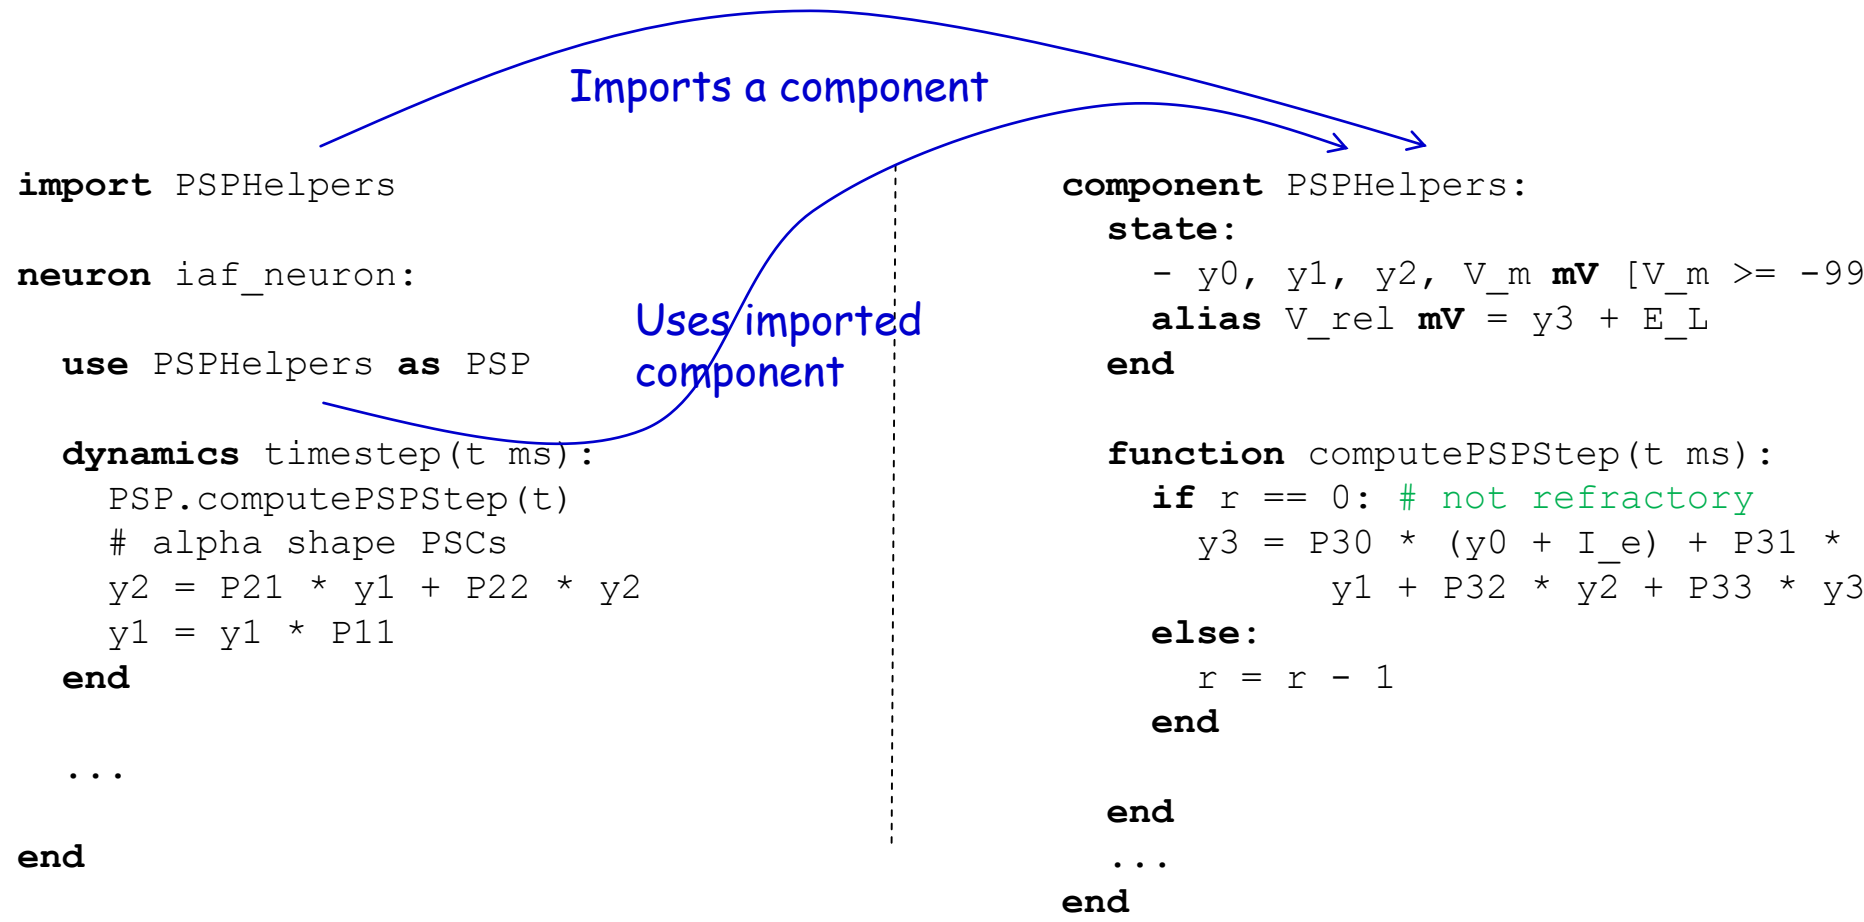 Imports a component
import PSPHelpers
neuron iaf_neuron:
use PSPHelpers as PSP
Uses imported
component
dynamics timestep(t ms):
PSP.computePSPStep(t)
# alpha shape PSCs
y2 = P21 * y1 + P22 * y2
y1 = y1 * P11
end
...
end
component PSPHelpers:
state:
- y0, y1, y2, V_m mV [V_m >= -99
alias V_rel mV = y3 + E_L
end
function computePSPStep(t ms):
if r == 0: # not refractory
y3 = P30 * (y0 + I_e) + P31 *
y1 + P32 * y2 + P33 * y3
else:
r = r - 1
end
end
...
end